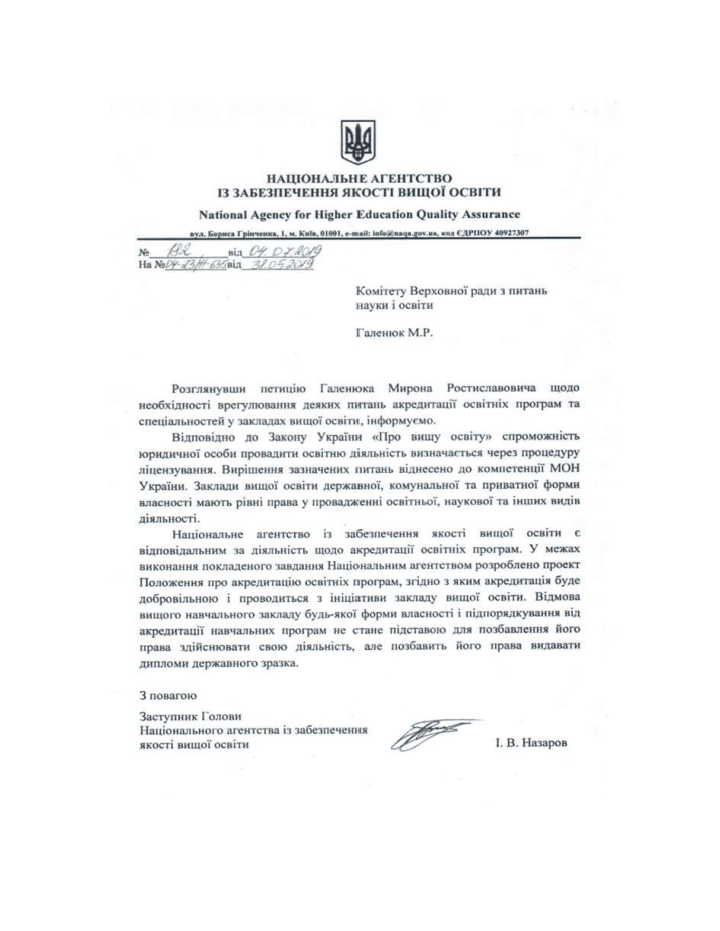 НАЦІОНАЛЬНЕ АГЕНТСТВО
ІЗ ЗАБЕЗПЕЧЕННЯ ЯКОСТІ ВИЩОЇ ОСВІТИ
National Agency for Higher Education Quality Assurance
вул. Бориса Грінченка, 1, м. Київ, 01001, e-mail: info@naqa.gov.ua, код ЄДРПОУ 40927307
№ від 04.07.2019
На №04-23/ від 31.05.2019
Комітету Верховної ради з питань
науки і освіти
Галенюк М.Р.
Розглянувши петицію Галенюка Мирона Ростиславовича щодо
необхідності врегулювання деяких питань акредитації освітніх програм та
спеціальностей у закладах вищої освіти, інформуємо.
Відповідно до Закону України «Про вищу освіту» спроможність
юридичної особи провадити освітню діяльність визначається через процедуру
ліцензування. Вирішення зазначених питань віднесено до компетенції МОН
України. Заклади вищої освіти державної, комунальної та приватної форми
власності мають рівні права у провадженні освітньої, наукової та інших видів
діяльності.
Національне агентство із забезпечення якості вищої освіти є
відповідальним за діяльність щодо акредитації освітніх програм. У межах
виконання покладеного завдання Національним агентством розроблено проект
Положення про акредитацію освітніх програм, згідно з яким акредитація буде
добровільною і проводиться з ініціативи закладу вищої освіти. Відмова
вищого навчального закладу будь-якої форми власності і підпорядкування від
акредитації навчальних програм не стане підставою для позбавлення його
права здійснювати свою діяльність, але позбавить його права видавати
дипломи державного зразка.
З повагою
Заступник Голови
Національного агентства із забезпечення
якості вищої освіти
І. В. Назаров